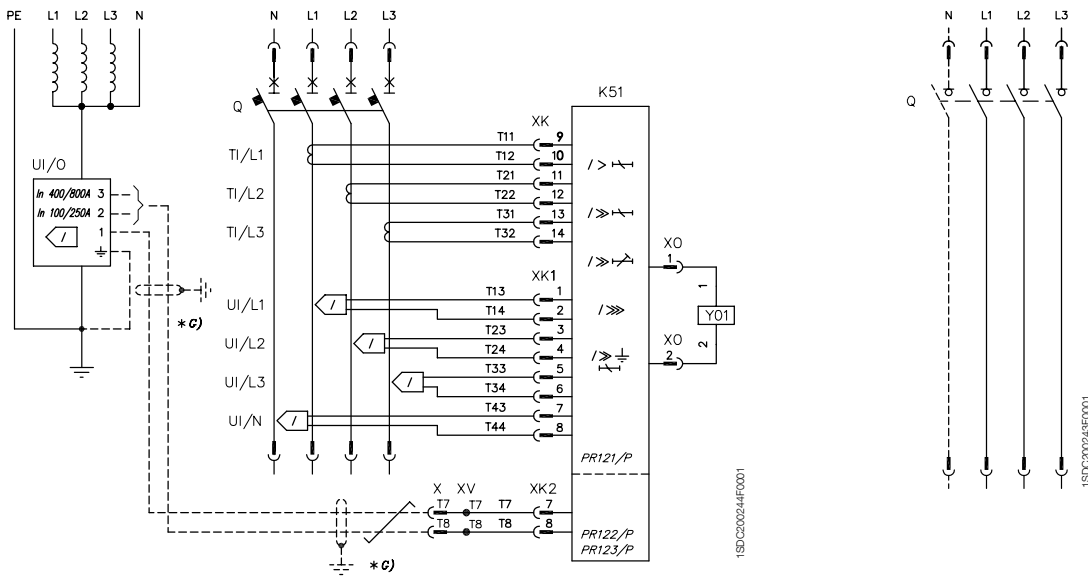 PE L1 L2 L3 N
N L1 L2 L3
N L1 L2 L3
Q
Q
K51
XK
UI/O
In 400/800A 3
In 100/250A 2
1
/
*G)
TI/L1
T11 9
T12 10
TI/L2
T21 11
T22 12
TI/L3
T31 13
T32 14
XK1
UI/L1
/
T13 1
T14 2
UI/L2
/
T23 3
T24 4
UI/L3
/
T33 5
T34 6
UI/N
/
T43 7
T44 8
/>
/≫
/≫
/⋙
/≫
XO
1
1
Y01
2
XO
2
PR121/P
X XV XK2
T7 T7 T7 7
T8 T8 T8 8
PR122/P
PR123/P
*G)
1SDC200244F0001
1SDC200243F0001